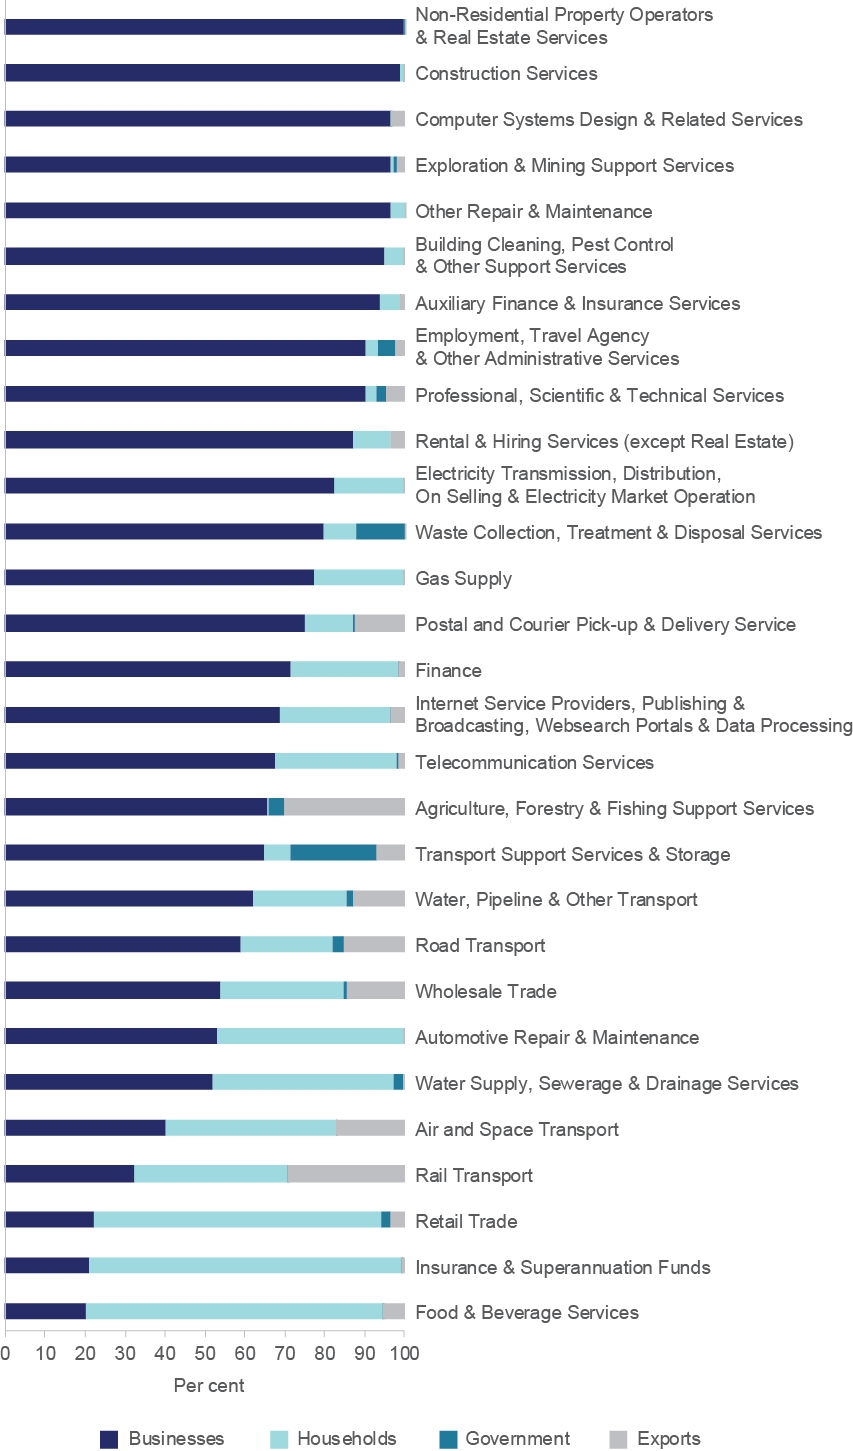 Non-Residential Property Operators
& Real Estate Services
Construction Services
Computer Systems Design & Related Services
Exploration & Mining Support Services
Other Repair & Maintenance
Building Cleaning, Pest Control
& Other Support Services
Auxiliary Finance & Insurance Services
Employment, Travel Agency
& Other Administrative Services
Professional, Scientific & Technical Services
Rental & Hiring Services (except Real Estate)
Electricity Transmission, Distribution,
On Selling & Electricity Market Operation
Waste Collection, Treatment & Disposal Services
Gas Supply
Postal and Courier Pick-up & Delivery Service
Finance
Internet Service Providers, Publishing &
Broadcasting, Websearch Portals & Data Processing
Telecommunication Services
Agriculture, Forestry & Fishing Support Services
Transport Support Services & Storage
Water, Pipeline & Other Transport
Road Transport
Wholesale Trade
Automotive Repair & Maintenance
Water Supply, Sewerage & Drainage Services
Air and Space Transport
Rail Transport
Retail Trade
Insurance & Superannuation Funds
Food & Beverage Services
0 10 20 30 40 50 60 70 80 90 100
Per cent
Businesses Households Government Exports